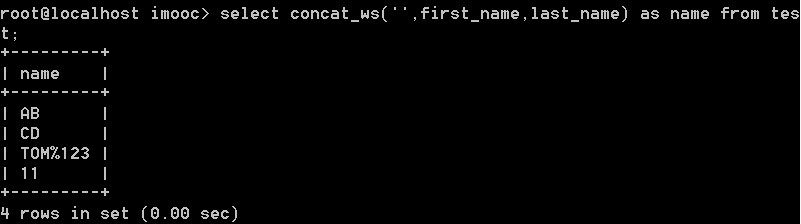 root@localhost imooc> select concat_ws('',first_name,last_name) as name from tes
t;
+---------+
| name    |
+---------+
| AB      |
| CD      |
| TOM%123 |
| 11      |
+---------+
4 rows in set (0.00 sec)